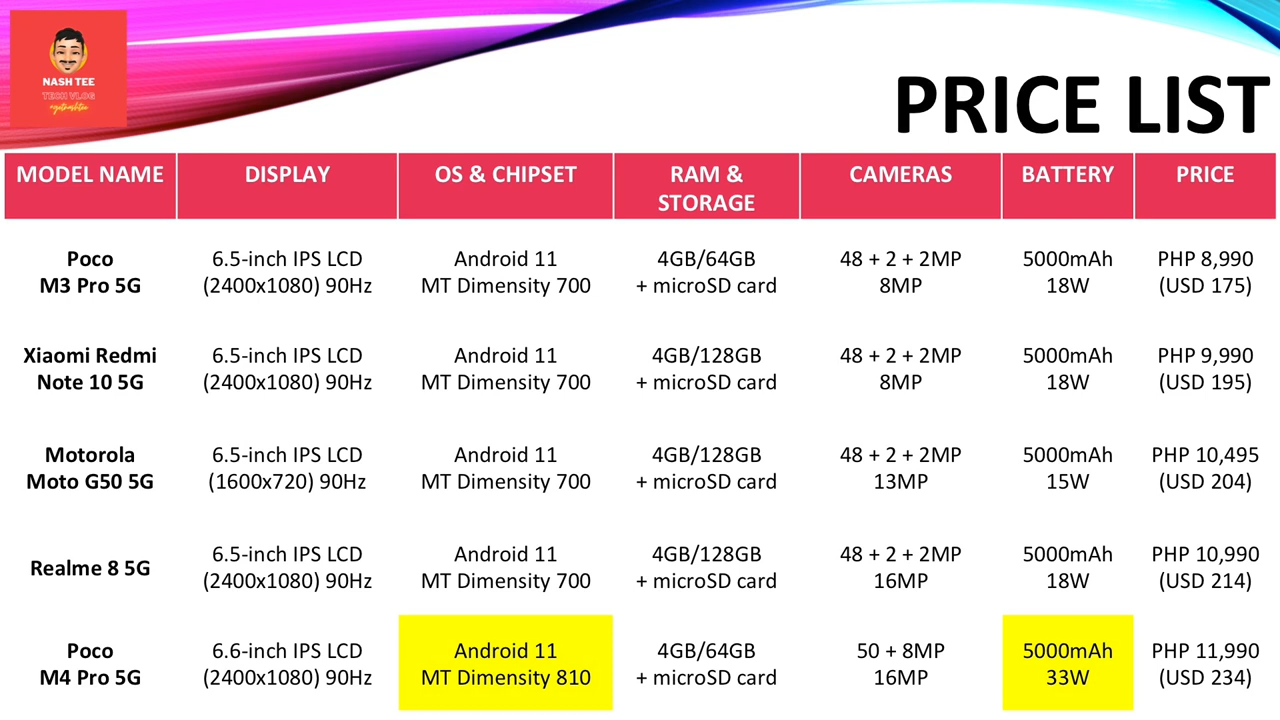 NASH TEE
TECH VLOG
PRICE LIST
MODEL NAME
DISPLAY
OS & CHIPSET
RAM &
STORAGE
CAMERAS
BATTERY
PRICE
Poco
M3 Pro 5G
6.5-inch IPS LCD
(2400x1080) 90Hz
Android 11
MT Dimensity 700
4GB/64GB
+ microSD card
48 + 2 + 2MP
8MP
5000mAh
18W
PHP 8,990
(USD 175)
Xiaomi Redmi
Note 10 5G
6.5-inch IPS LCD
(2400x1080) 90Hz
Android 11
MT Dimensity 700
4GB/128GB
+ microSD card
48 + 2 + 2MP
8MP
5000mAh
18W
PHP 9,990
(USD 195)
Motorola
Moto G50 5G
6.5-inch IPS LCD
(1600x720) 90Hz
Android 11
MT Dimensity 700
4GB/128GB
+ microSD card
48 + 2 + 2MP
13MP
5000mAh
15W
PHP 10,495
(USD 204)
Realme 8 5G
6.5-inch IPS LCD
(2400x1080) 90Hz
Android 11
MT Dimensity 700
4GB/128GB
+ microSD card
48 + 2 + 2MP
16MP
5000mAh
18W
PHP 10,990
(USD 214)
Poco
M4 Pro 5G
6.6-inch IPS LCD
(2400x1080) 90Hz
Android 11
MT Dimensity 810
4GB/64GB
+ microSD card
50 + 8MP
16MP
5000mAh
33W
PHP 11,990
(USD 234)